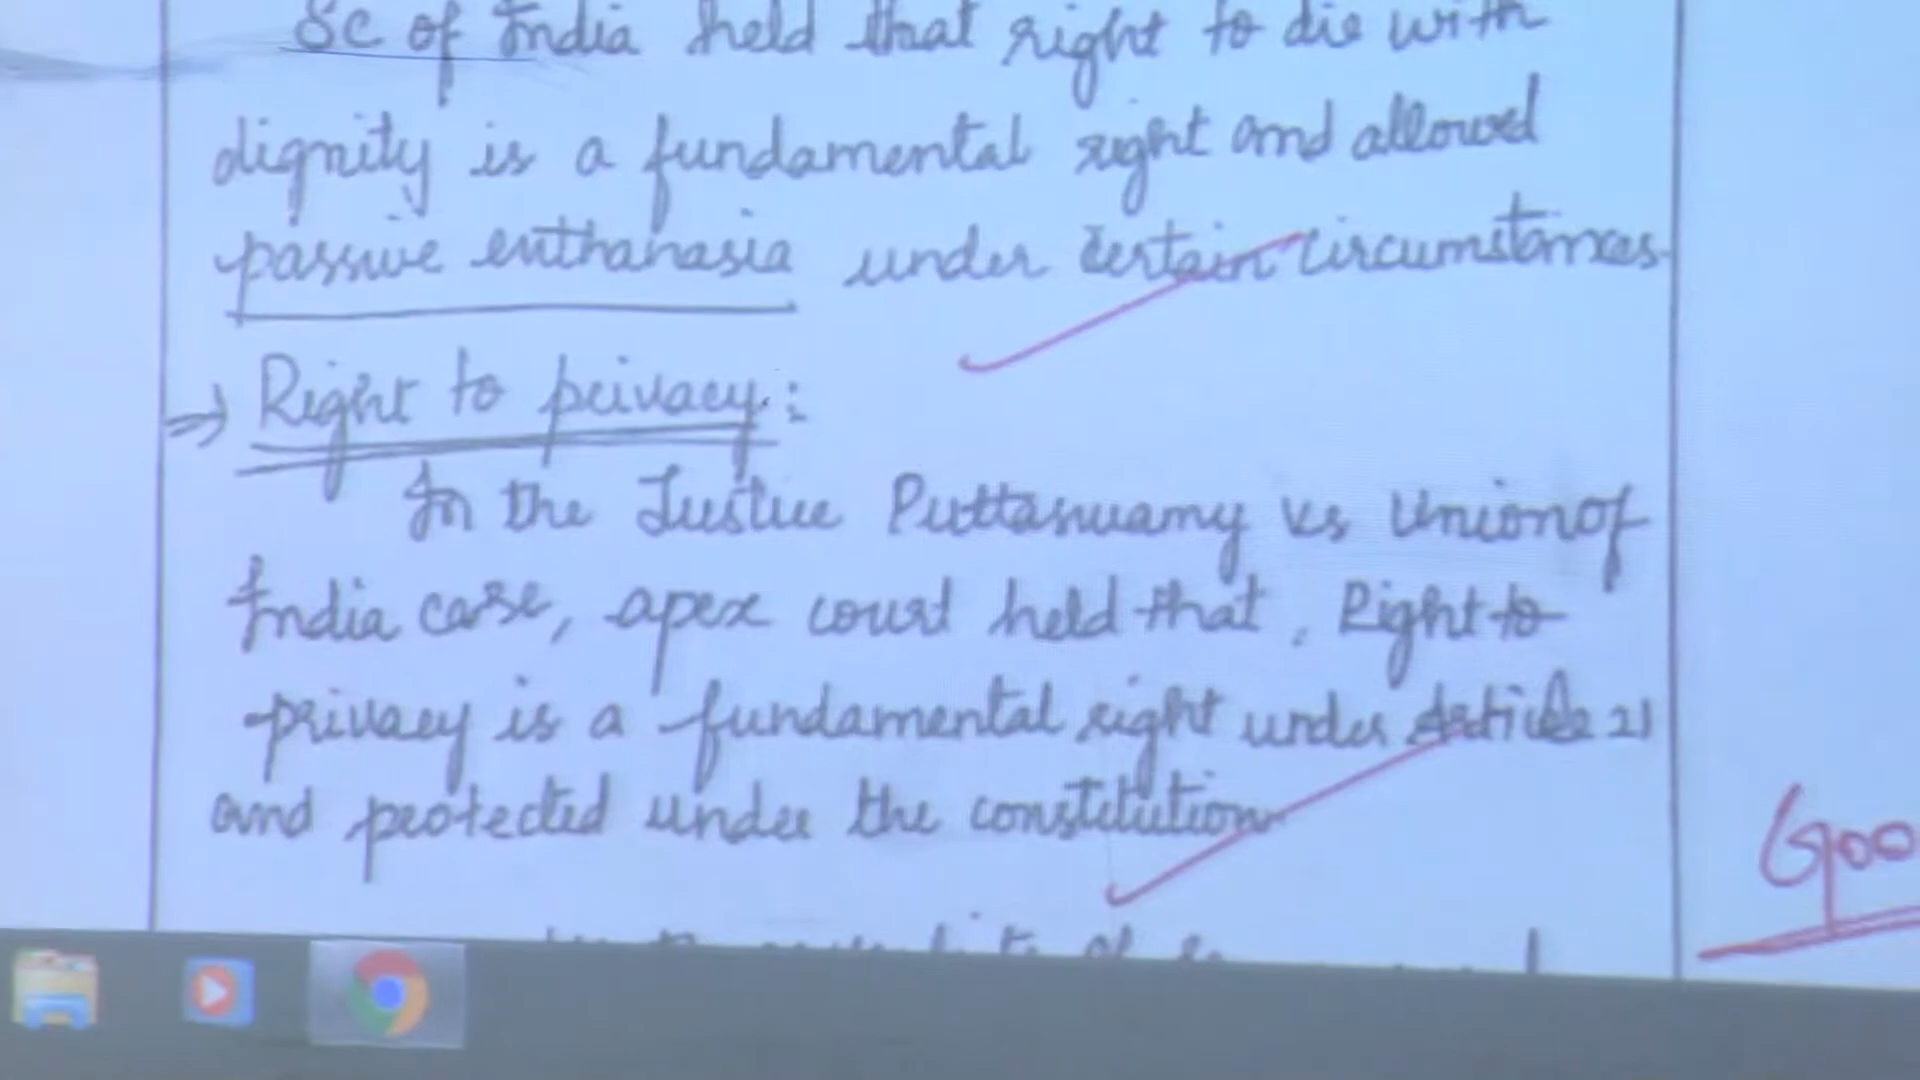 SC of India held that right to die with
dignity is a fundamental right and allowed
passive enthanasia under certain circumstances.
⇒ Right to privacy:
In the Justice Puttaswamy vs Union of
India case, apex court held that, Right to
privacy is a fundamental right under Article 21
and protected under the constitution.
Goo